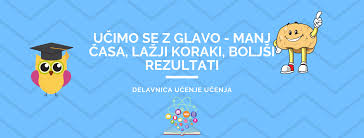 UČIMO SE Z GLAVO - MANJ
ČASA, LAŽJI KORAKI, BOLJŠI
REZULTATI
DELAVNICA UČENJE UČENJA